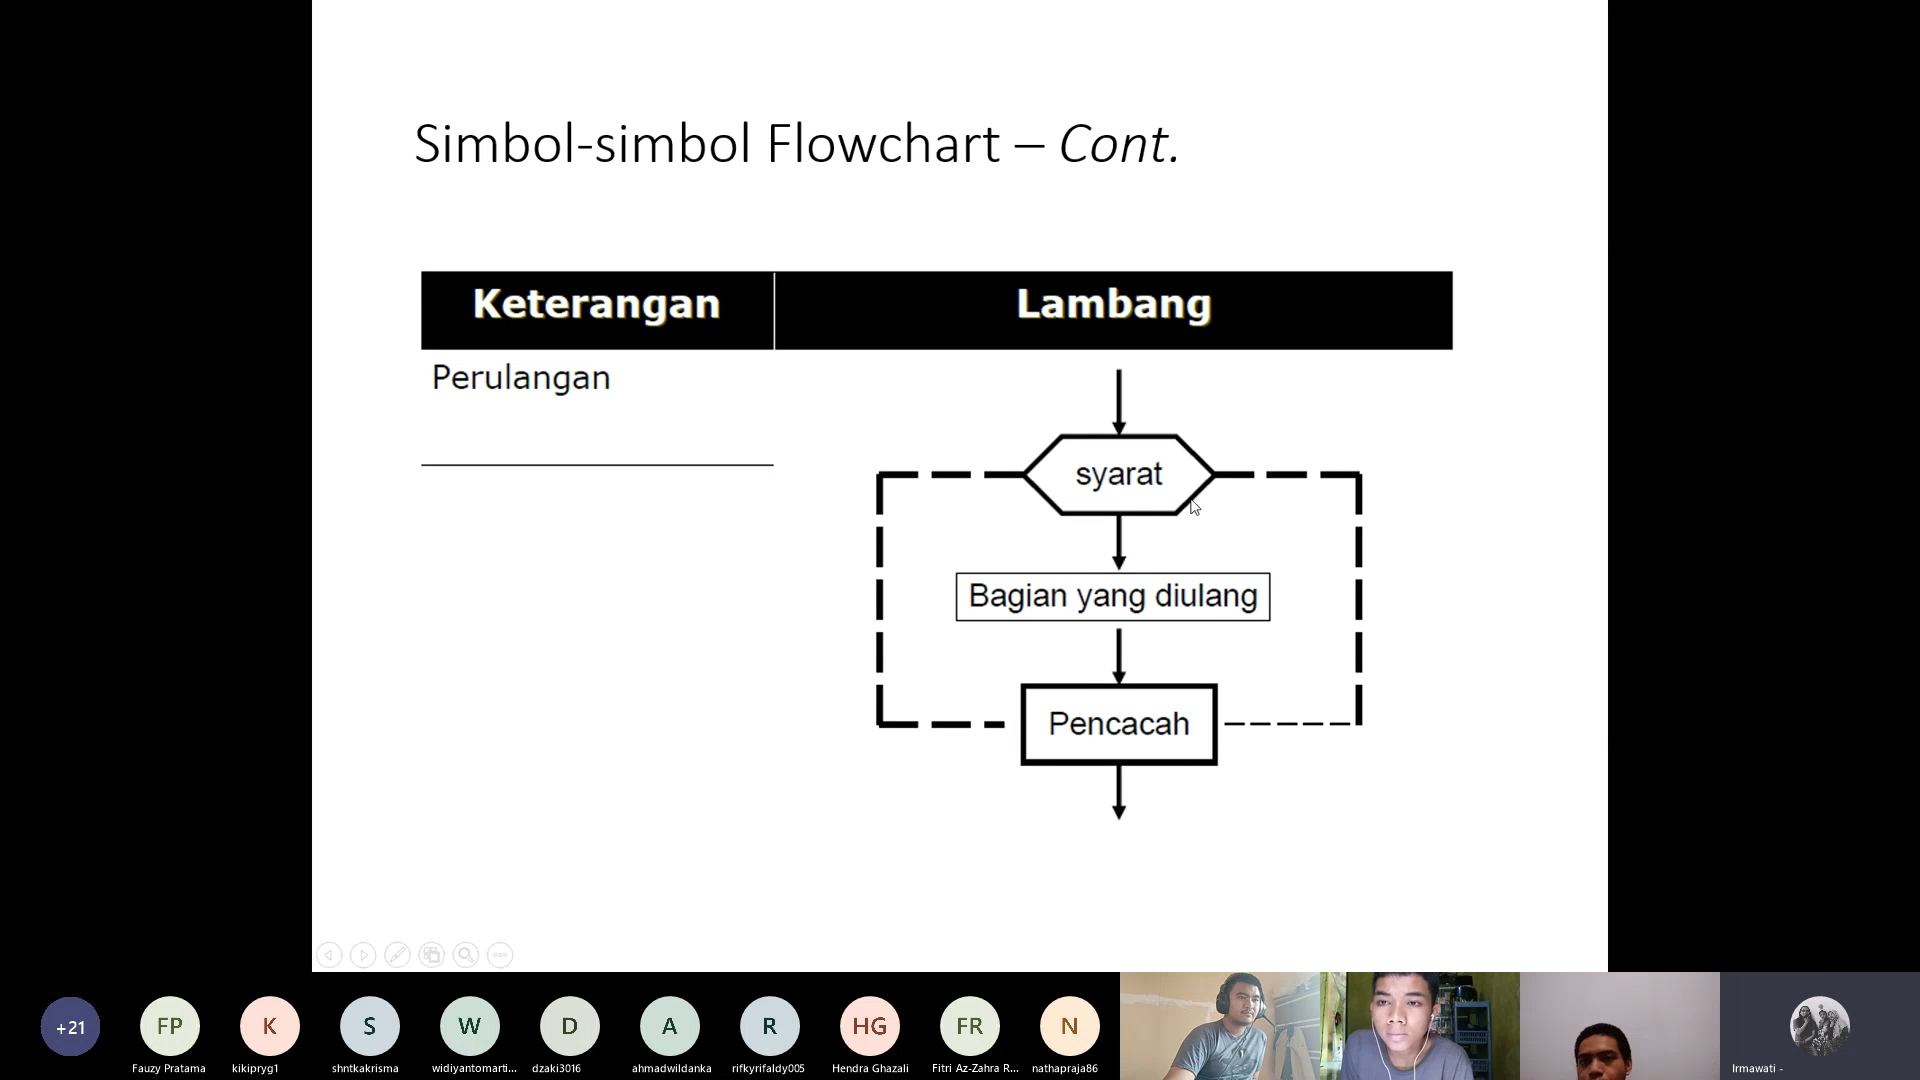 Simbol-simbol Flowchart – Cont.
Keterangan
Lambang
Perulangan
syarat
Bagian yang diulang
Pencacah
+21
FP
K
S
W
D
A
R
HG
FR
N
Fauzy Pratama
kikipryg1
shntkakrisma
widiyantomarti...
dzaki3016
ahmadwildanka
rifkyrifaldy005
Hendra Ghazali
Fitri Az-Zahra R...
nathapraja86
Irmawati -